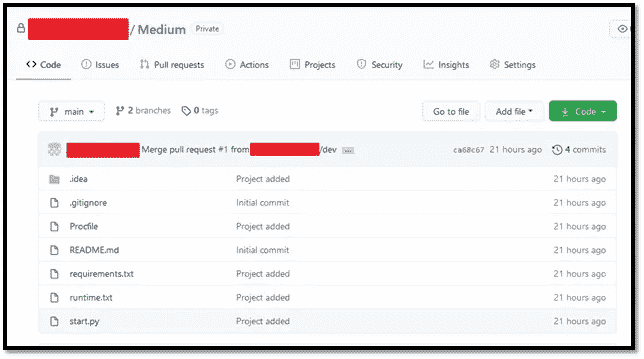 / Medium Private
Code Issues Pull requests Actions Projects Security Insights Settings
main 2 branches 0 tags Go to file Add file Code
Merge pull request #1 from /dev ... ca68c67 21 hours ago 4 commits
.idea Project added 21 hours ago
.gitignore Initial commit 21 hours ago
Procfile Project added 21 hours ago
README.md Initial commit 21 hours ago
requirements.txt Project added 21 hours ago
runtime.txt Project added 21 hours ago
start.py Project added 21 hours ago